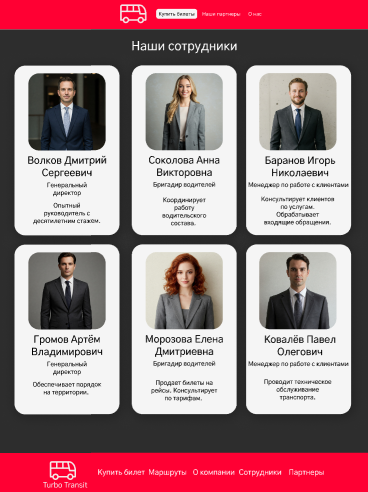 Купить билеты Наши партнеры О нас
Наши сотрудники
Волков Дмитрий
Сергеевич
Генеральный
директор
Опытный
руководитель с
десятилетним стажем.
Соколова Анна
Викторовна
Бригадир водителей
Координирует
работу
водительского
состава.
Баранов Игорь
Николаевич
Менеджер по работе с клиентами
Консультирует клиентов
по услугам.
Обрабатывает
входящие обращения.
Громов Артём
Владимирович
Генеральный
директор
Обеспечивает порядок
на территории.
Морозова Елена
Дмитриевна
Бригадир водителей
Продает билеты на
рейсы. Консультирует
по тарифам.
Ковалёв Павел
Олегович
Менеджер по работе с клиентами
Проводит техническое
обслуживание
транспорта.
Купить билет Маршруты О компании Сотрудники Партнеры
Turbo Transit